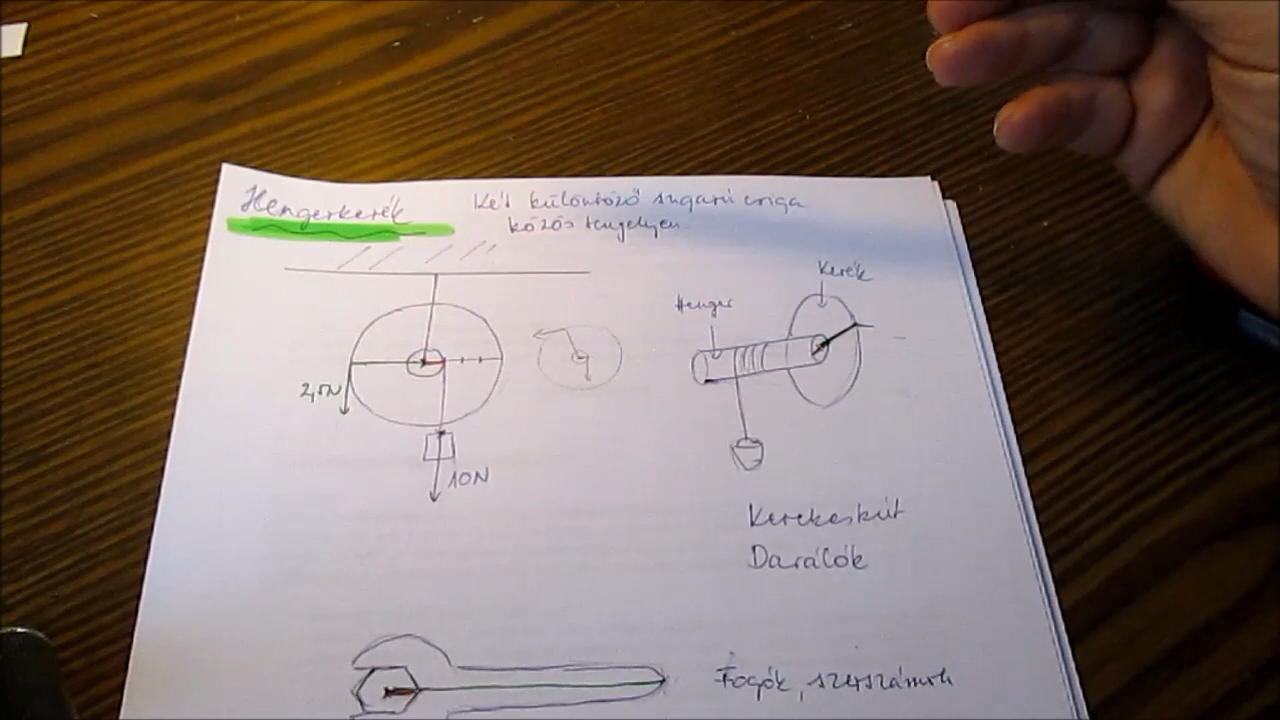 Hengerkerék
Két különböző sugarú csiga
közös tengelyen.
Kerék
Henger
2,5N
10N
Kerekeskút
Darálók
Fogók, szerszámok